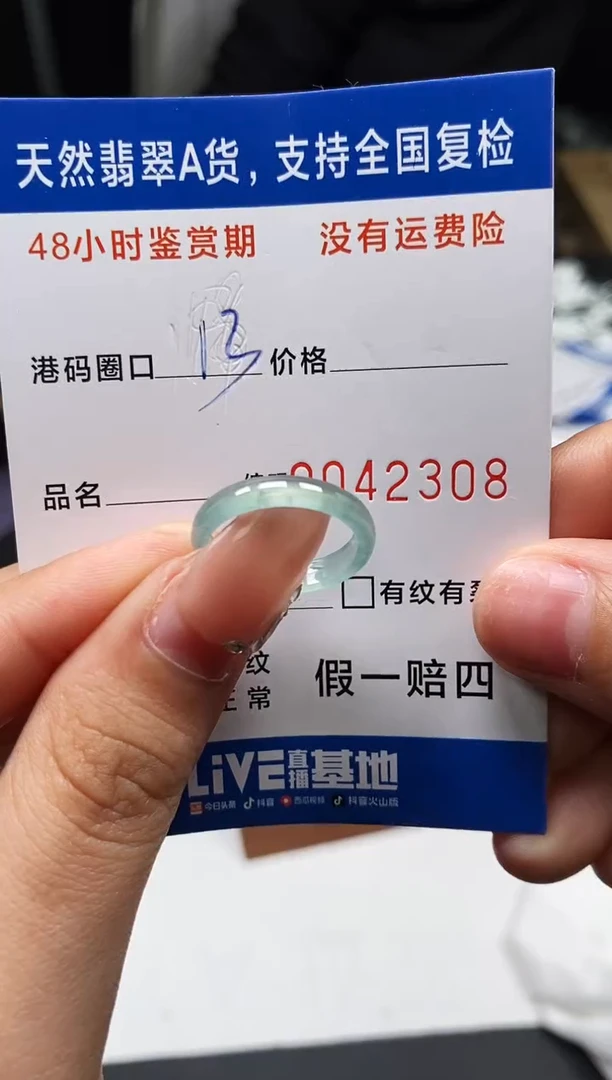 天然翡翠A货，支持全国复检
48小时鉴赏期 没有运费险
港码圈口 13 价格
品名 042308
有纹有
纹
正常 假一赔四
LiVE直播基地
今日头条 抖音 西瓜视频 抖音火山版